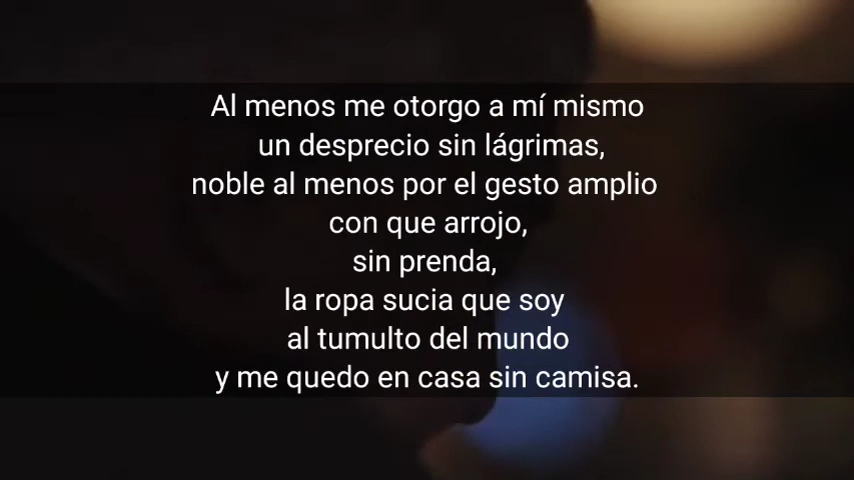 Al menos me otorgo a mí mismo
un desprecio sin lágrimas,
noble al menos por el gesto amplio
con que arrojo,
sin prenda,
la ropa sucia que soy
al tumulto del mundo
y me quedo en casa sin camisa.